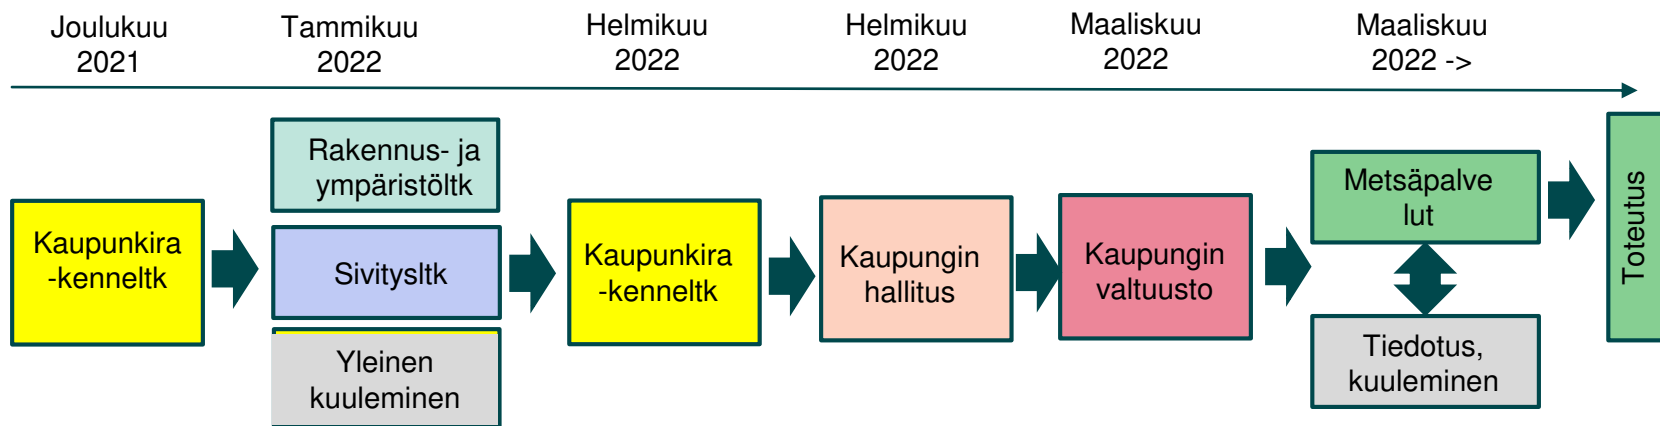 Joulukuu
2021
Tammikuu
2022
Helmikuu
2022
Helmikuu
2022
Maaliskuu
2022
Maaliskuu
2022 ->
Kaupunkira
-kenneltk
Rakennus- ja
ympäristöltk
Sivitysltk
Yleinen
kuuleminen
Kaupunkira
-kenneltk
Kaupungin
hallitus
Kaupungin
valtuusto
Metsäpalve
lut
Tiedotus,
kuuleminen
Toteutus